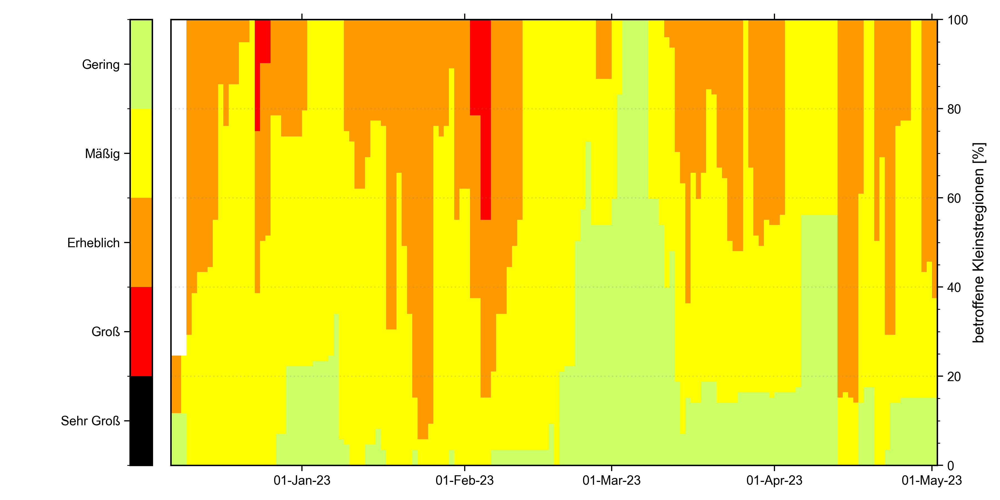 Gering
Mäßig
Erheblich
Groß
Sehr Groß
100
80
60
40
20
0
betroffene Kleinstregionen [%]
01-Jan-23
01-Feb-23
01-Mar-23
01-Apr-23
01-May-23